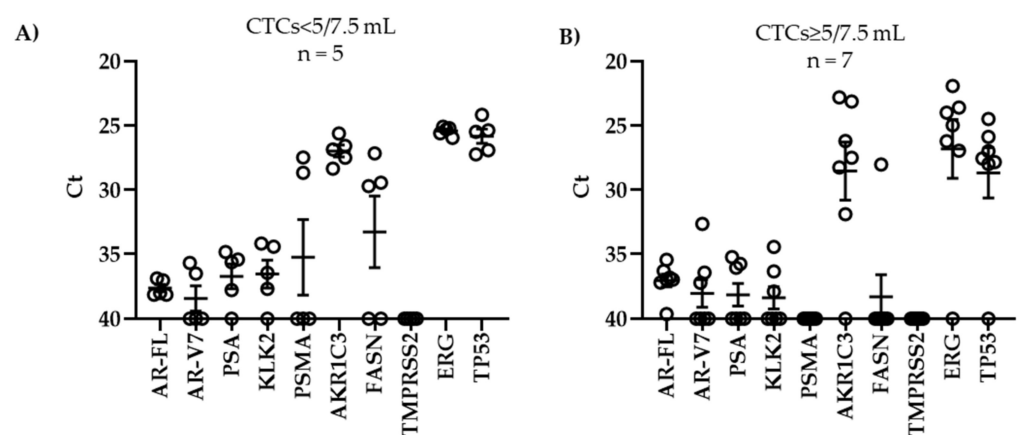 A)
CTCs<5/7.5 mL
n = 5
Ct
20
25
30
35
40
AR-FL
AR-V7
PSA
KLK2
PSMA
AKR1C3
FASN
TMPRSS2
ERG
TP53
B)
CTCs≥5/7.5 mL
n = 7
Ct
20
25
30
35
40
AR-FL
AR-V7
PSA
KLK2
PSMA
AKR1C3
FASN
TMPRSS2
ERG
TP53